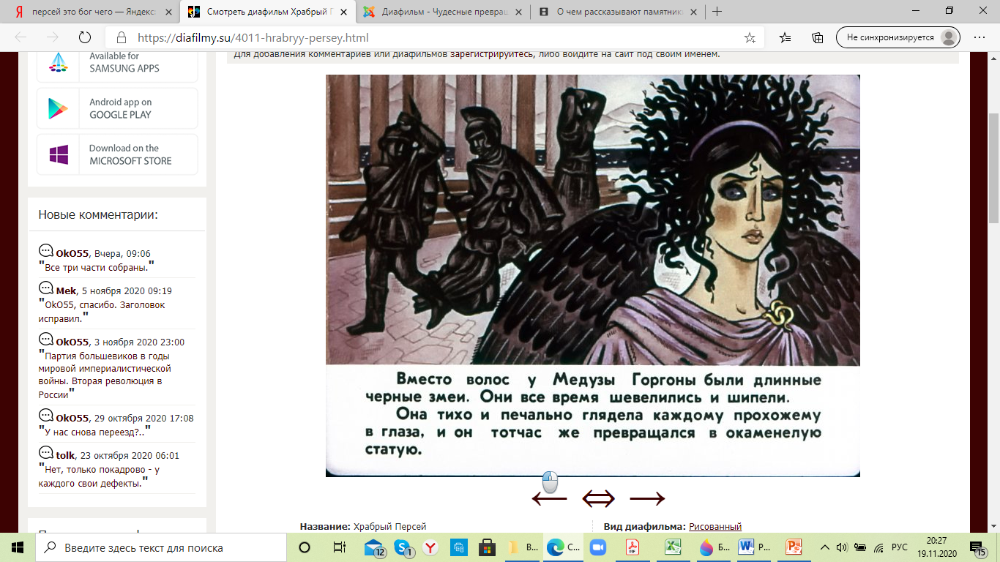 персей это бог чего — Яндекс
Смотреть диафильм Храбрый П
Диафильм - Чудесные превращ
О чем рассказывают памятник
https://diafilmy.su/4011-hrabryy-persey.html
Не синхронизируется
Available for
SAMSUNG APPS
Android app on
GOOGLE PLAY
Download on the
MICROSOFT STORE
Новые комментарии:
OkO55, Вчера, 09:06
"Все три части собраны."
Mek, 5 ноября 2020 09:19
"OkO55, спасибо. Заголовок
исправил."
OkO55, 3 ноября 2020 23:00
"Партия большевиков в годы
мировой империалистической
войны. Вторая революция в
России"
OkO55, 29 октября 2020 17:08
"У нас снова переезд?.."
tolk, 23 октября 2020 06:01
"Нет, только покадрово - у
каждого свои дефекты."
Для добавления комментариев или диафильмов зарегистрируйтесь, либо войдите на сайт под своим именем.
Вместо волос у Медузы Горгоны были длинные
черные змеи. Они все время шевелились и шипели.
Она тихо и печально глядела каждому прохожему
в глаза, и он тотчас же превращался в окаменелую
статую.
Название: Храбрый Персей
Вид диафильма: Рисованный
Введите здесь текст для поиска
12
1
В...
С...
Б...
Р...
РУС
20:27
19.11.2020
15